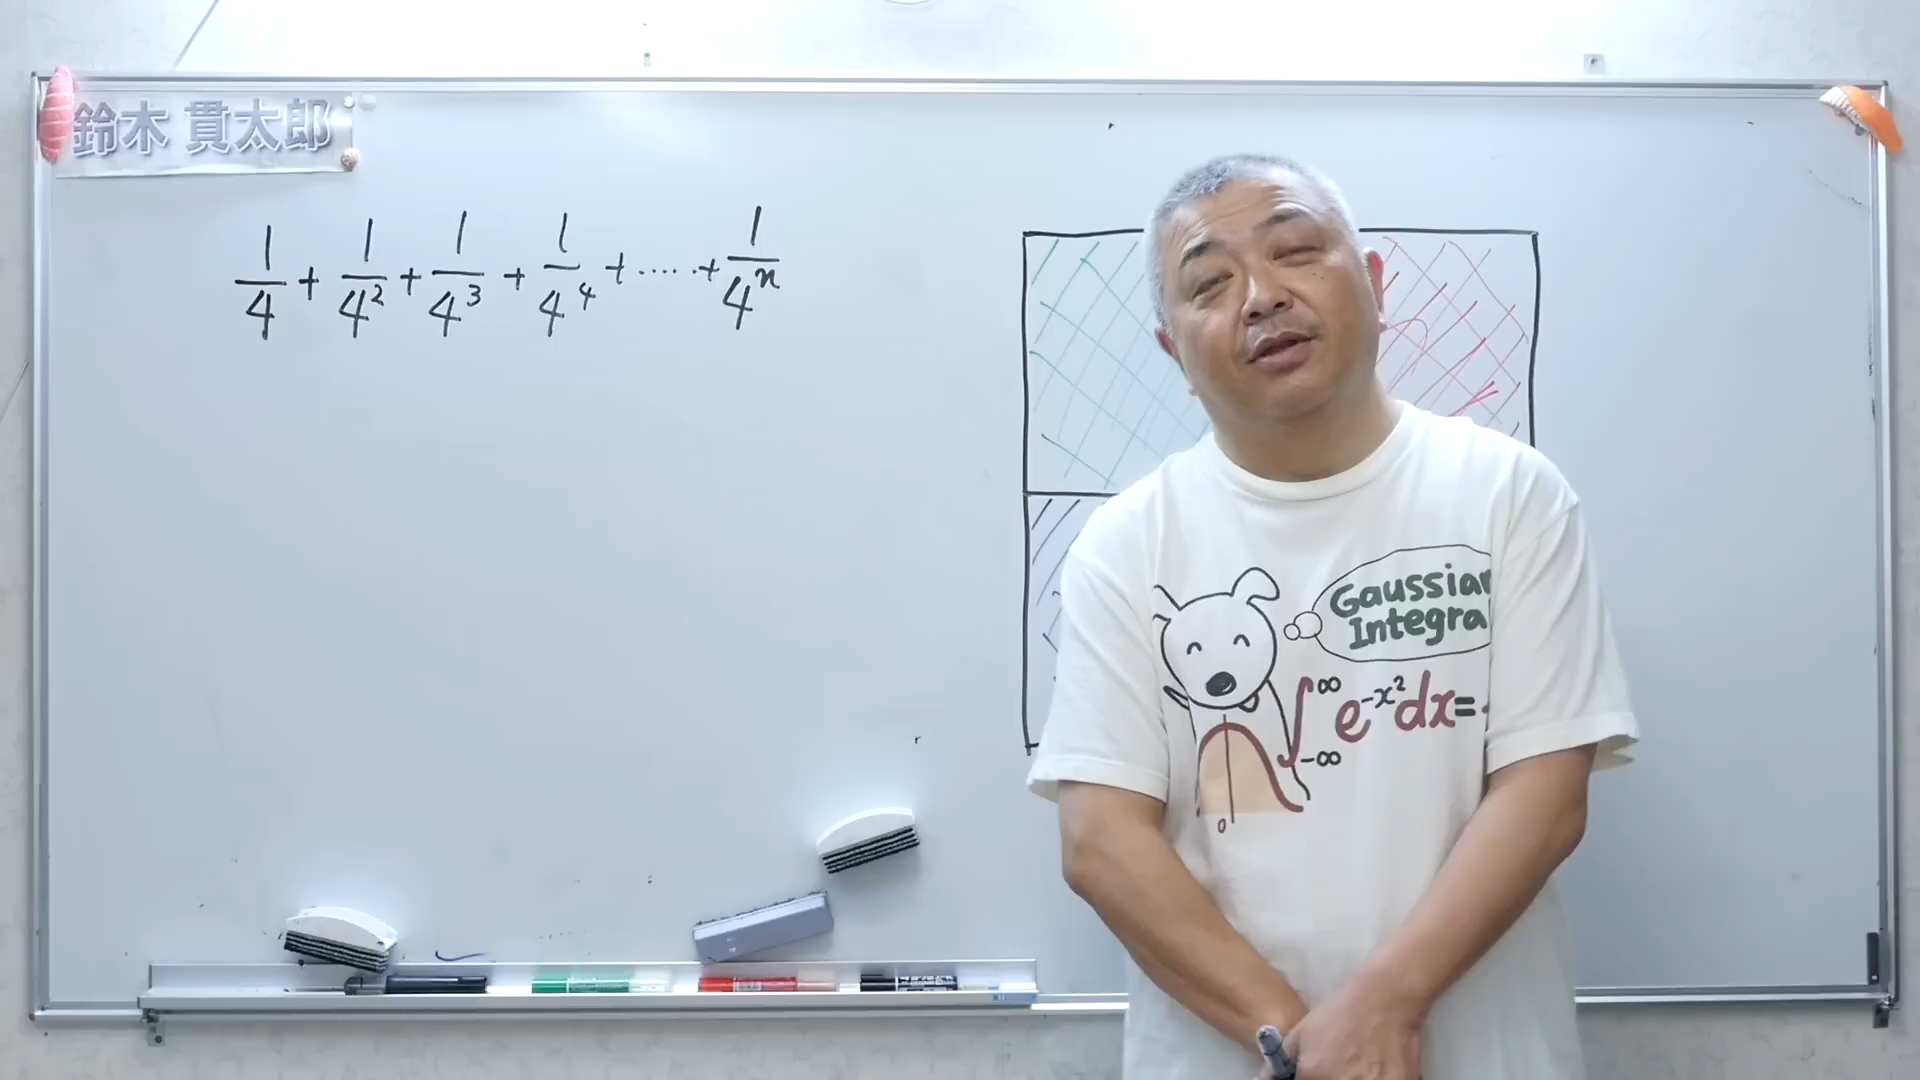 鈴木 貫太郎
1/4 + 1/4² + 1/4³ + 1/4⁴ + ····· + 1/4ⁿ
Gaussian
Integra
∫ ∞ -∞ e^-x² dx =
0